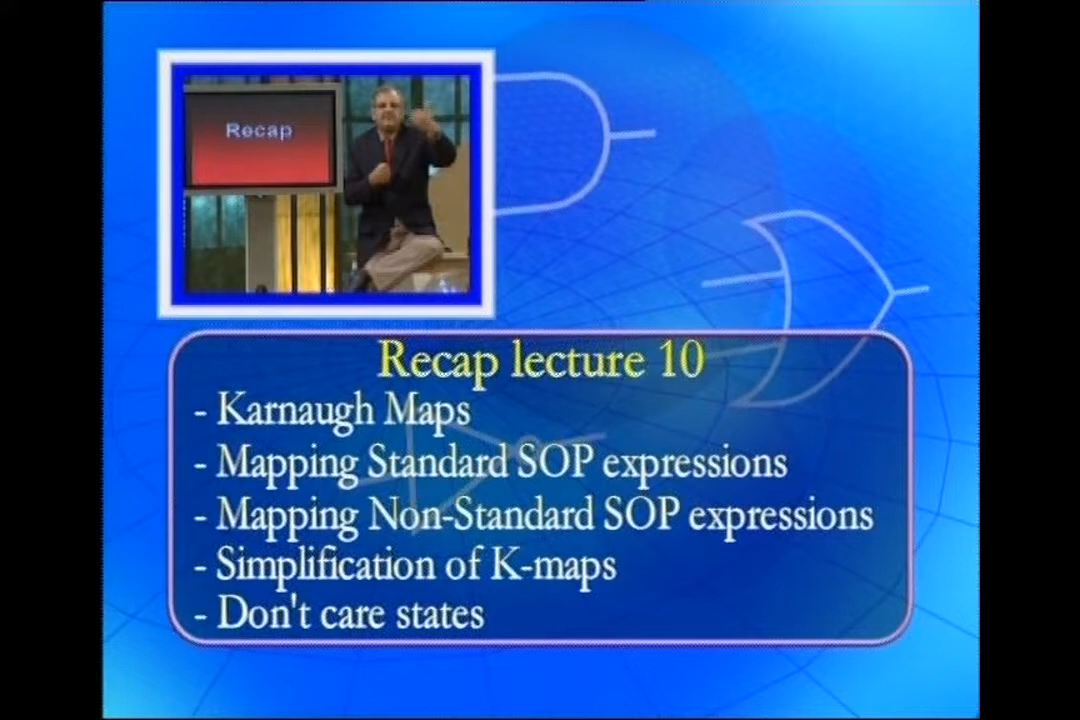 Recap
Recap lecture 10
- Karnaugh Maps
- Mapping Standard SOP expressions
- Mapping Non-Standard SOP expressions
- Simplification of K-maps
- Don't care states